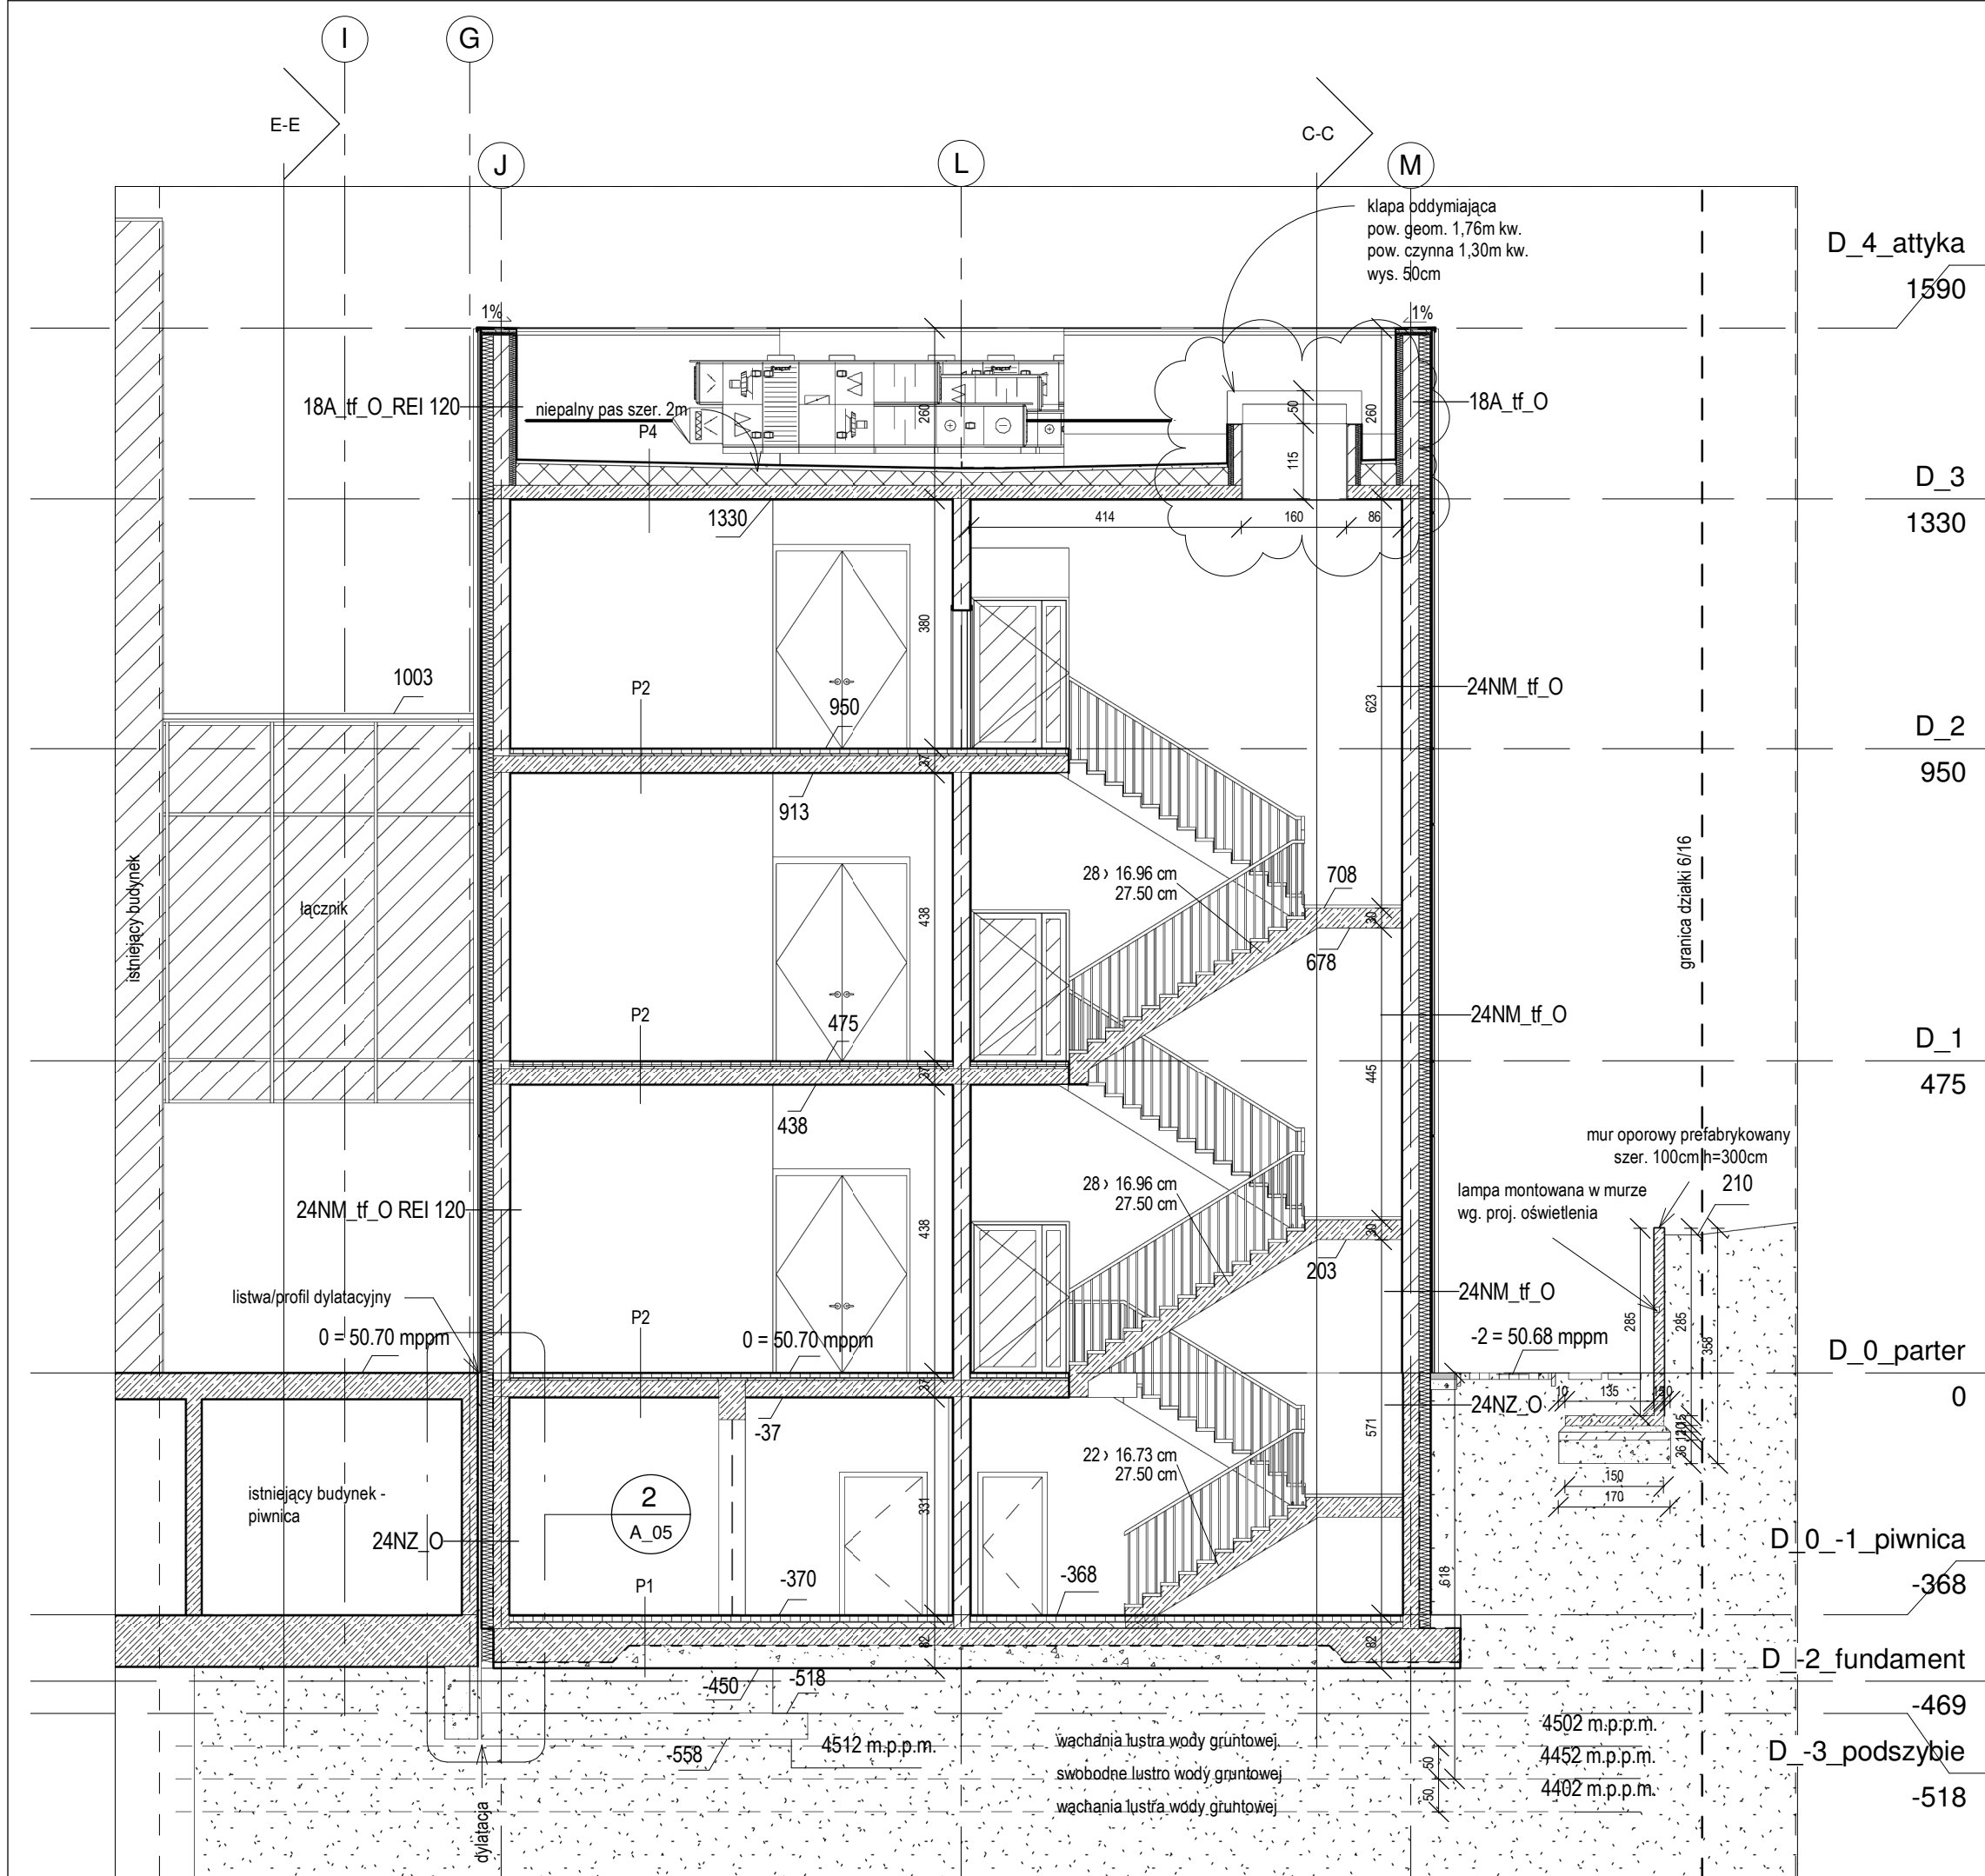 I
G
E-E
C-C
J
L
M
klapa oddymiająca
pow. geom. 1,76m kw.
pow. czynna 1,30m kw.
wys. 50cm
D_4_attyka
1590
1%
1%
18A_tf_O_REI 120
niepalny pas szer. 2m
P4
260
50
260
18A_tf_O
115
D_3
1330
1330
414
160
86
380
1003
P2
950
623
24NM_tf_O
D_2
950
37
913
istniejący budynek
łącznik
28 x 16.96 cm
27.50 cm
708
438
30
678
granica działki 6/16
P2
475
24NM_tf_O
D_1
475
37
445
438
mur oporowy prefabrykowany
szer. 100cm h=300cm
210
lampa montowana w murze
wg. proj. oświetlenia
28 x 16.96 cm
27.50 cm
24NM_tf_O REI 120
438
30
203
listwa/profil dylatacyjny
24NM_tf_O
285
285
358
0 = 50.70 mppm
P2
0 = 50.70 mppm
-2 = 50.68 mppm
D_0_parter
0
37
10
135
24NZ_O
-37
571
22 x 16.73 cm
27.50 cm
150
170
istniejący budynek -
piwnica
2
A_05
331
24NZ_O
P1
-370
-368
618
D_0_-1_piwnica
-368
82
82
D_-2_fundament
-469
-450
-518
-558
4512 m.p.p.m.
wachania lustra wody gruntowej
4502 m.p.p.m.
50
swobodne lustro wody gruntowej
4452 m.p.p.m.
50
wachania lustra wody gruntowej
4402 m.p.p.m.
D_-3_podszybie
-518
dylatacja